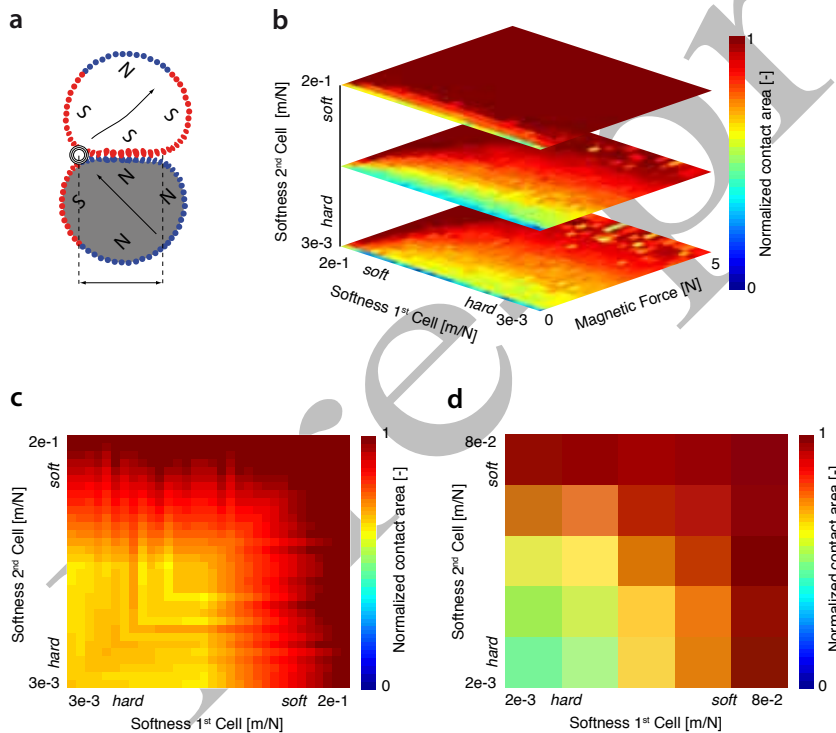 a
N
S
S
S
N
S
N
N
b
2e-1
soft
hard
3e-3
Softness 2nd Cell [m/N]
2e-1
soft
hard
3e-3
Softness 1st Cell [m/N]
0
5
Magnetic Force [N]
1
0
Normalized contact area [-]
c
2e-1
soft
hard
3e-3
Softness 2nd Cell [m/N]
3e-3 hard soft 2e-1
Softness 1st Cell [m/N]
1
0
Normalized contact area [-]
d
8e-2
soft
hard
2e-3
Softness 2nd Cell [m/N]
2e-3 hard soft 8e-2
Softness 1st Cell [m/N]
1
0
Normalized contact area [-]